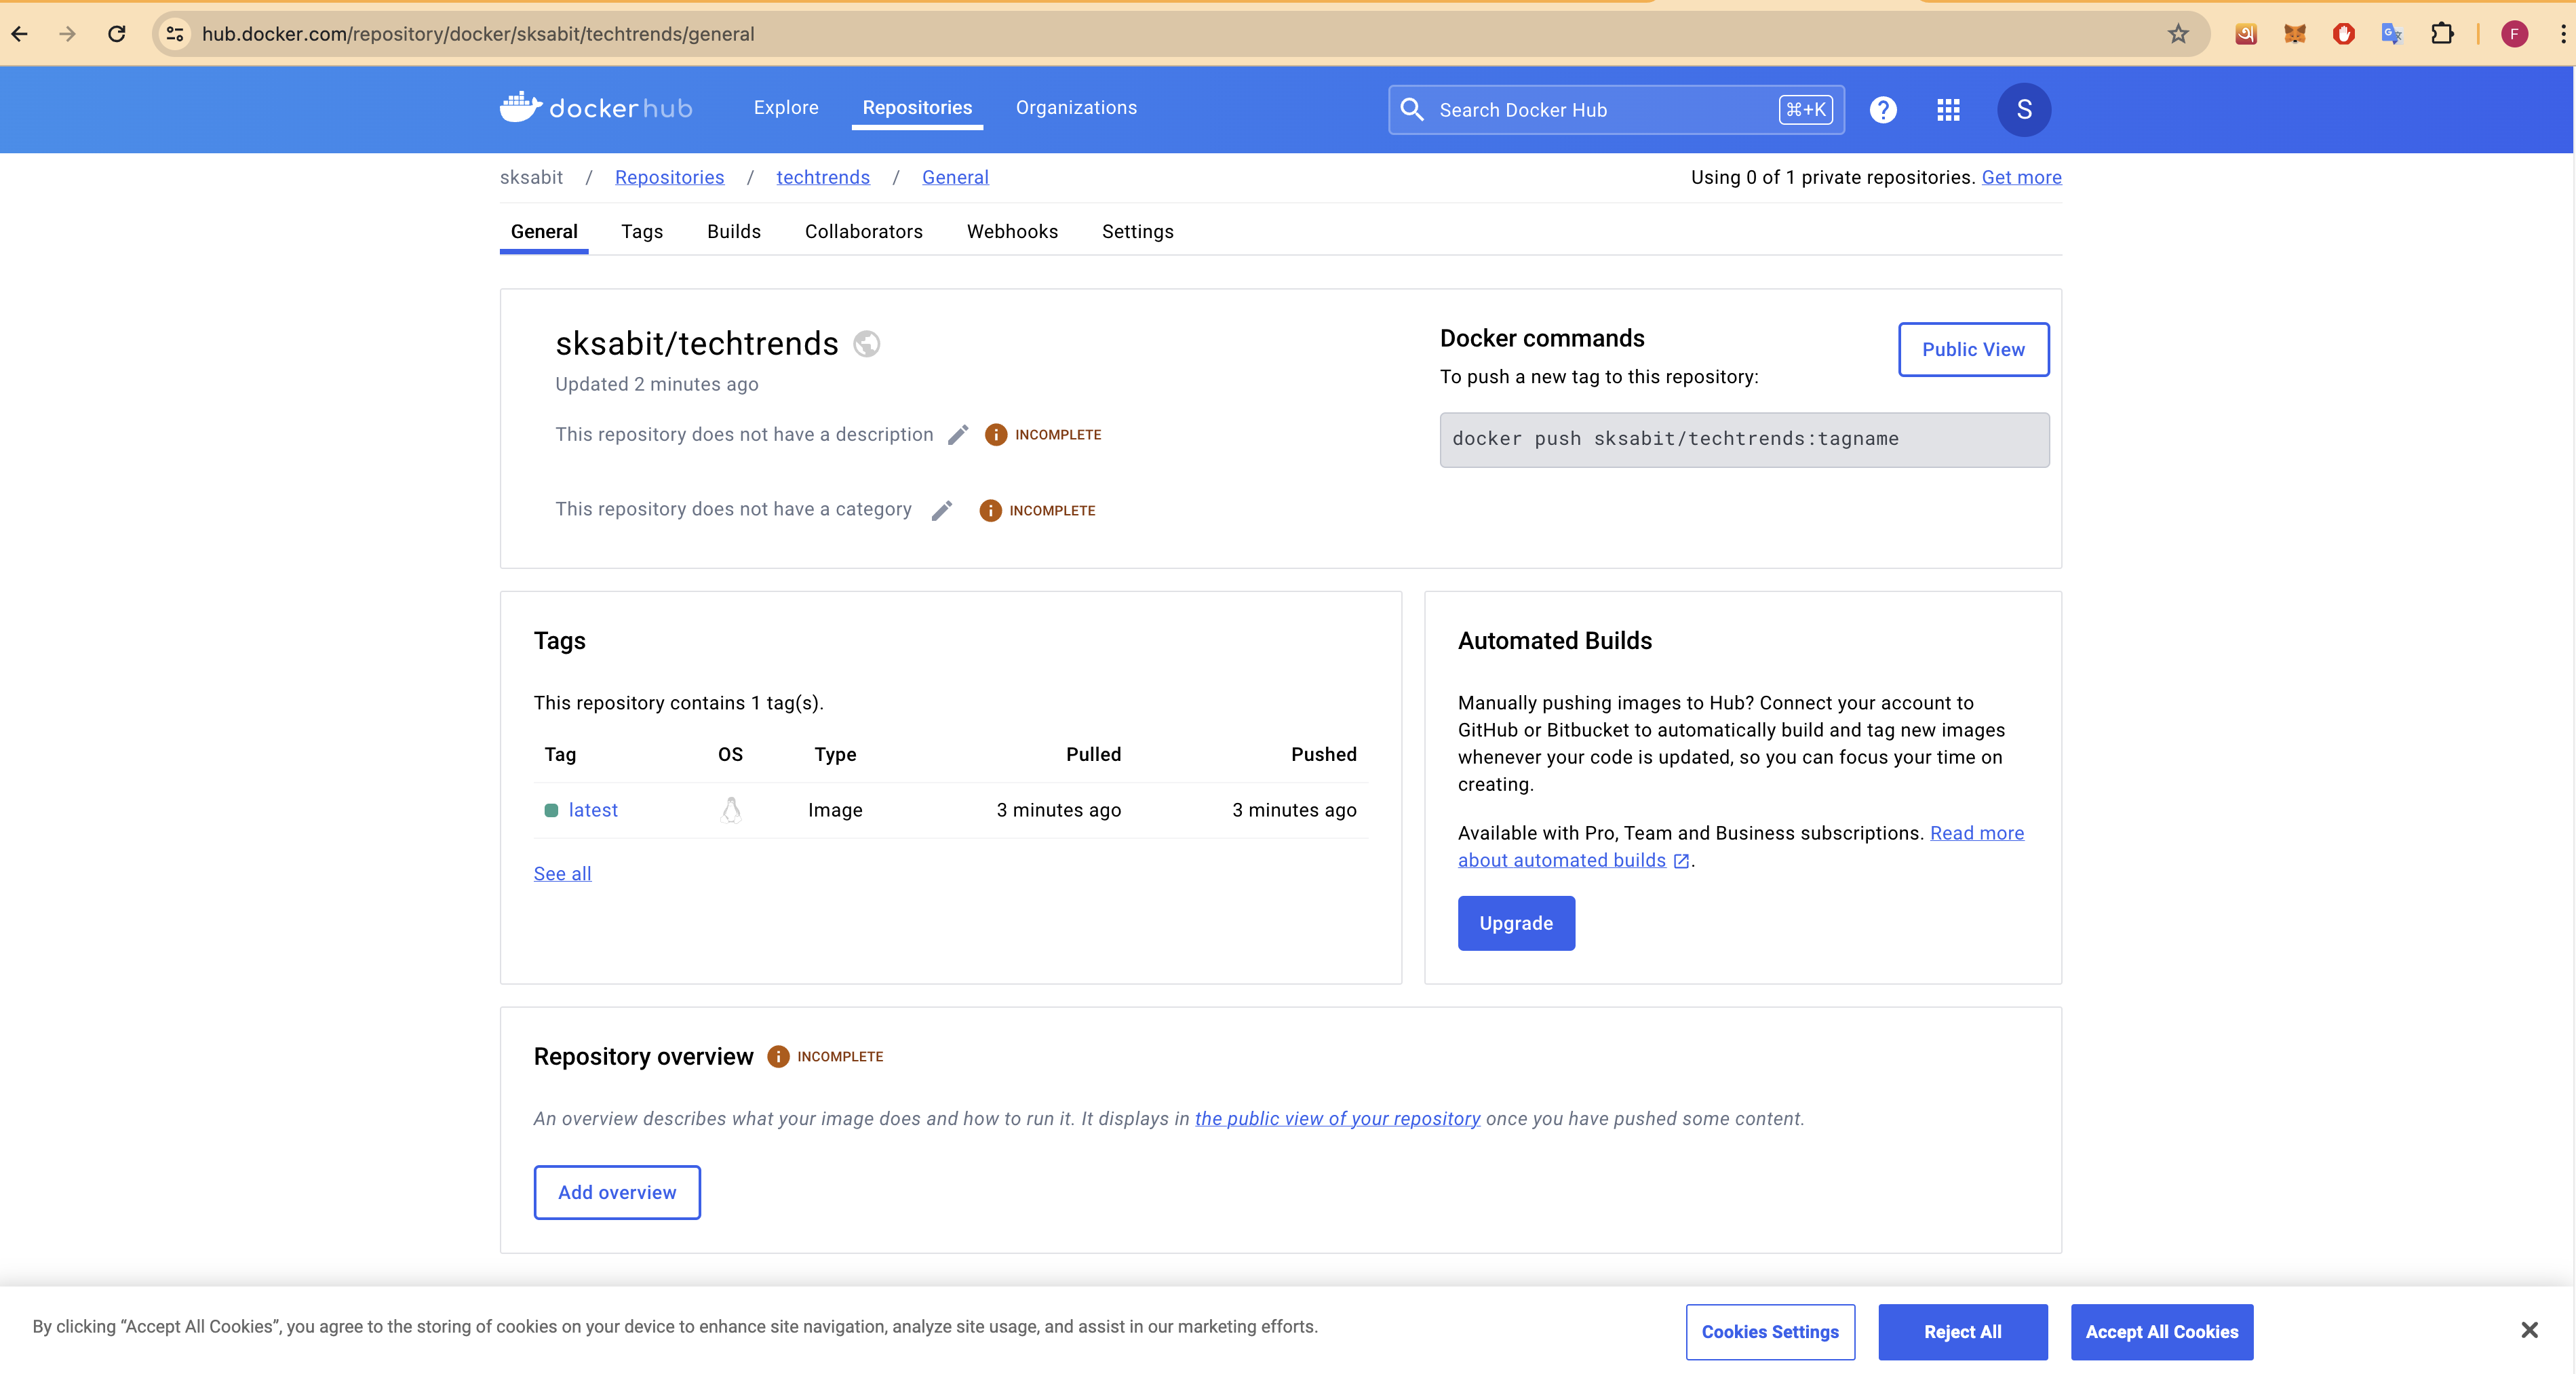 hub.docker.com/repository/docker/sksabit/techtrends/general
F
dockerhub
Explore
Repositories
Organizations
Search Docker Hub
⌘+K
?
S
sksabit / Repositories / techtrends / General
Using 0 of 1 private repositories. Get more
General
Tags
Builds
Collaborators
Webhooks
Settings
sksabit/techtrends
Updated 2 minutes ago
This repository does not have a description
INCOMPLETE
This repository does not have a category
INCOMPLETE
Docker commands
To push a new tag to this repository:
Public View
docker push sksabit/techtrends:tagname
Tags
This repository contains 1 tag(s).
Tag OS Type Pulled Pushed
latest Image 3 minutes ago 3 minutes ago
See all
Automated Builds
Manually pushing images to Hub? Connect your account to
GitHub or Bitbucket to automatically build and tag new images
whenever your code is updated, so you can focus your time on
creating.
Available with Pro, Team and Business subscriptions. Read more
about automated builds .
Upgrade
Repository overview
INCOMPLETE
An overview describes what your image does and how to run it. It displays in the public view of your repository once you have pushed some content.
Add overview
By clicking “Accept All Cookies”, you agree to the storing of cookies on your device to enhance site navigation, analyze site usage, and assist in our marketing efforts.
Cookies Settings
Reject All
Accept All Cookies